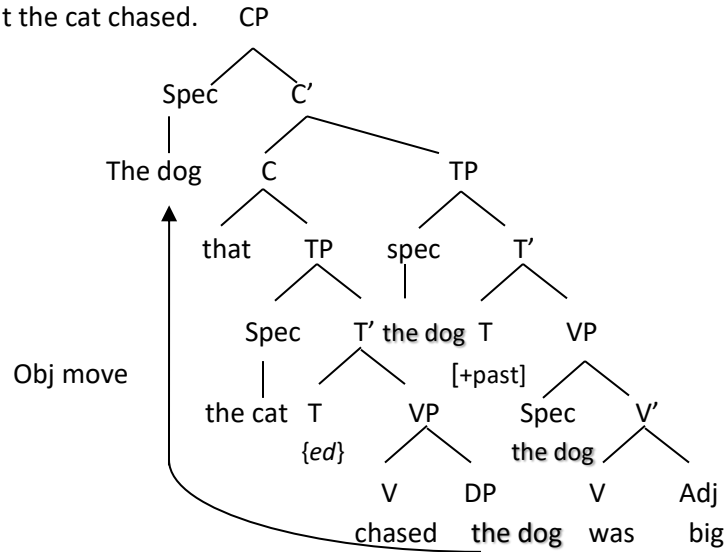 t the cat chased. CP
Spec C’
The dog C TP
that TP spec T’
Spec T’ the dog T VP
Obj move [+past]
the cat T VP Spec V’
{ed} the dog
V DP V Adj
chased the dog was big